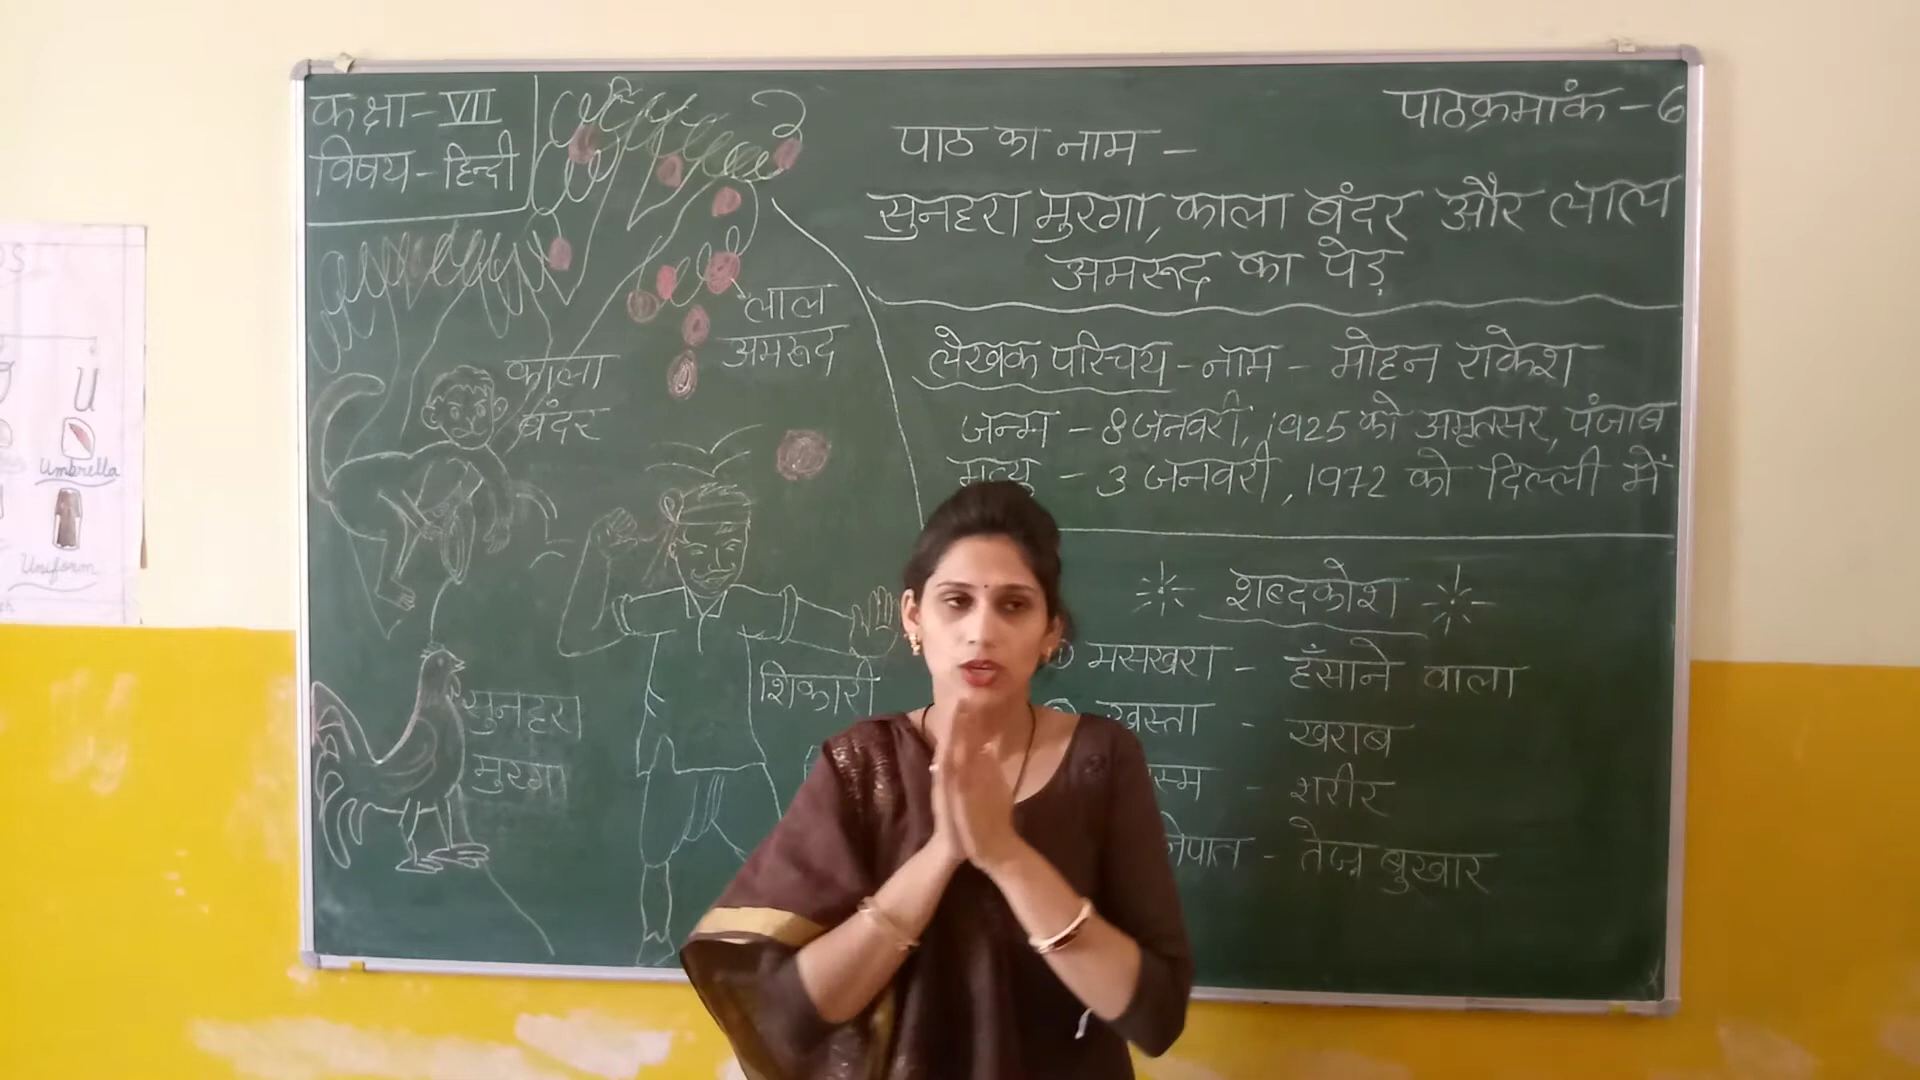 कक्षा-VII
विषय-हिन्दी
पाठक्रमांक-6
पाठ का नाम -
सुनहरा मुरगा, काला बंदर और लाल
अमरूद का पेड़
लेखक परिचय - नाम - मोहन राकेश
जन्म - 8 जनवरी, 1925 को अमृतसर, पंजाब
मृत्यु - 3 जनवरी, 1972 को दिल्ली में
शब्दकोश
① मसखरा - हँसाने वाला
खस्ता - खराब
- शरीर
- तेज़ बुखार
लाल
अमरूद
काला
बंदर
शिकारी
सुनहरा
मुरगा
u
Umbrella
Uniform